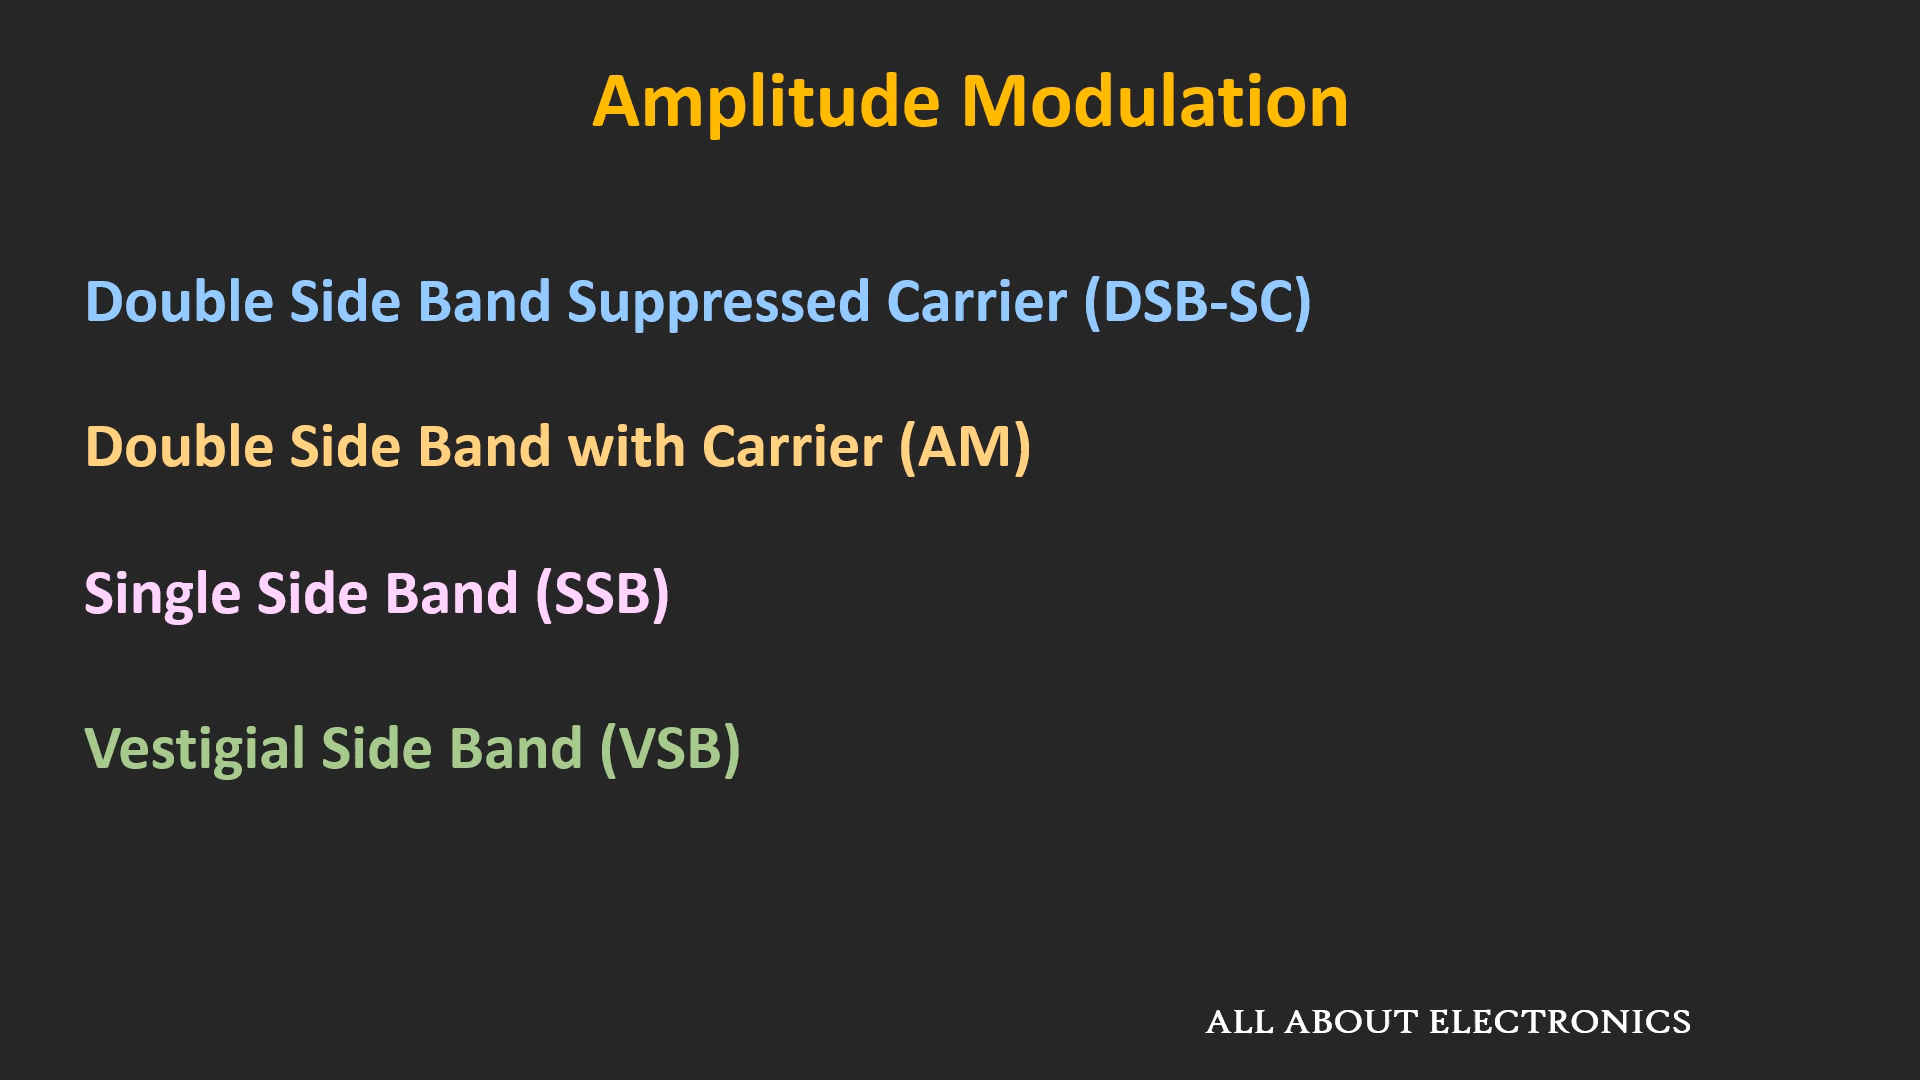 Amplitude Modulation
Double Side Band Suppressed Carrier (DSB-SC)
Double Side Band with Carrier (AM)
Single Side Band (SSB)
Vestigial Side Band (VSB)
ALL ABOUT ELECTRONICS